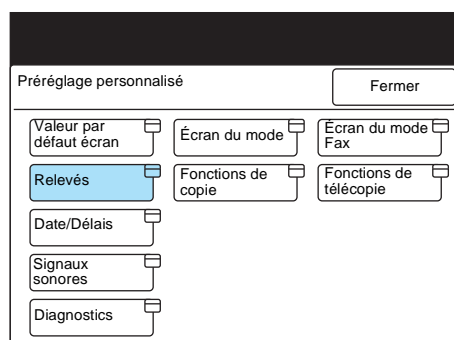 Préréglage personnalisé
Fermer
Valeur par
défaut écran
Écran du mode
Écran du mode
Fax
Relevés
Fonctions de
copie
Fonctions de
télécopie
Date/Délais
Signaux
sonores
Diagnostics